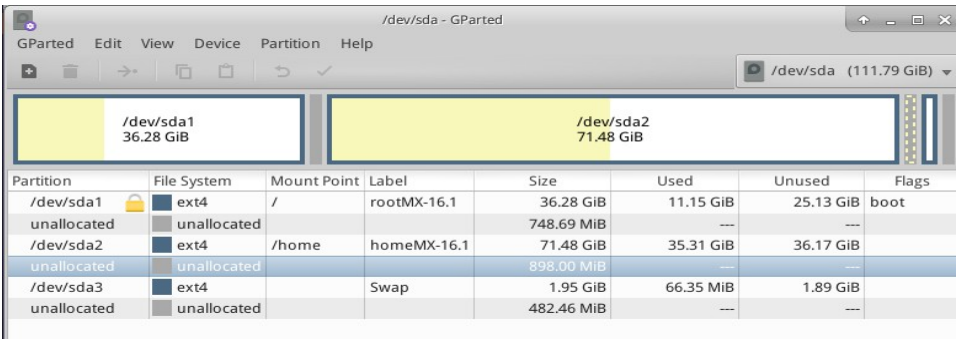 /dev/sda - GParted
GParted Edit View Device Partition Help
/dev/sda (111.79 GiB)
/dev/sda1
36.28 GiB
/dev/sda2
71.48 GiB
Partition File System Mount Point Label Size Used Unused Flags
/dev/sda1 ext4 / rootMX-16.1 36.28 GiB 11.15 GiB 25.13 GiB boot
unallocated unallocated 748.69 MiB --- ---
/dev/sda2 ext4 /home homeMX-16.1 71.48 GiB 35.31 GiB 36.17 GiB
unallocated unallocated 898.00 MiB --- ---
/dev/sda3 ext4 Swap 1.95 GiB 66.35 MiB 1.89 GiB
unallocated unallocated 482.46 MiB --- ---